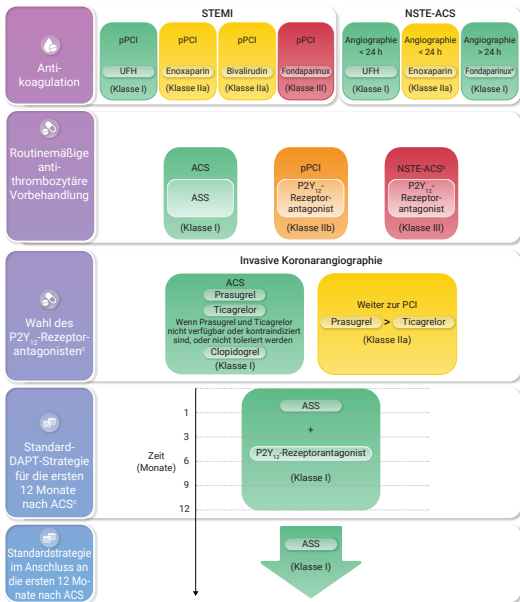 STEMI
NSTE-ACS
Anti-
koagulation
pPCI
UFH
(Klasse I)
pPCI
Enoxaparin
(Klasse IIa)
pPCI
Bivalirudin
(Klasse IIa)
pPCI
Fondaparinux
(Klasse III)
Angiographie
< 24 h
UFH
(Klasse I)
Angiographie
< 24 h
Enoxaparin
(Klasse IIa)
Angiographie
> 24 h
Fondaparinuxᵃ
(Klasse I)
Routinemäßige
anti-
thrombozytäre
Vorbehandlung
ACS
ASS
(Klasse I)
pPCI
P2Y₁₂-
Rezeptor-
antagonist
(Klasse IIb)
NSTE-ACSᵇ
P2Y₁₂-
Rezeptor-
antagonist
(Klasse III)
Wahl des
P2Y₁₂-Rezeptor-
antagonistenᶜ
Invasive Koronarangiographie
ACS
Prasugrel
Ticagrelor
Wenn Prasugrel und Ticagrelor
nicht verfügbar oder kontraindiziert
sind, oder nicht toleriert werden
Clopidogrel
(Klasse I)
Weiter zur PCI
Prasugrel > Ticagrelor
(Klasse IIa)
Standard-
DAPT-Strategie
für die ersten
12 Monate
nach ACSᶜ
Zeit
(Monate)
1
3
6
9
12
ASS
+
P2Y₁₂-Rezeptorantagonist
(Klasse I)
Standardstrategie
im Anschluss an
die ersten 12 Mo-
nate nach ACS
ASS
(Klasse I)